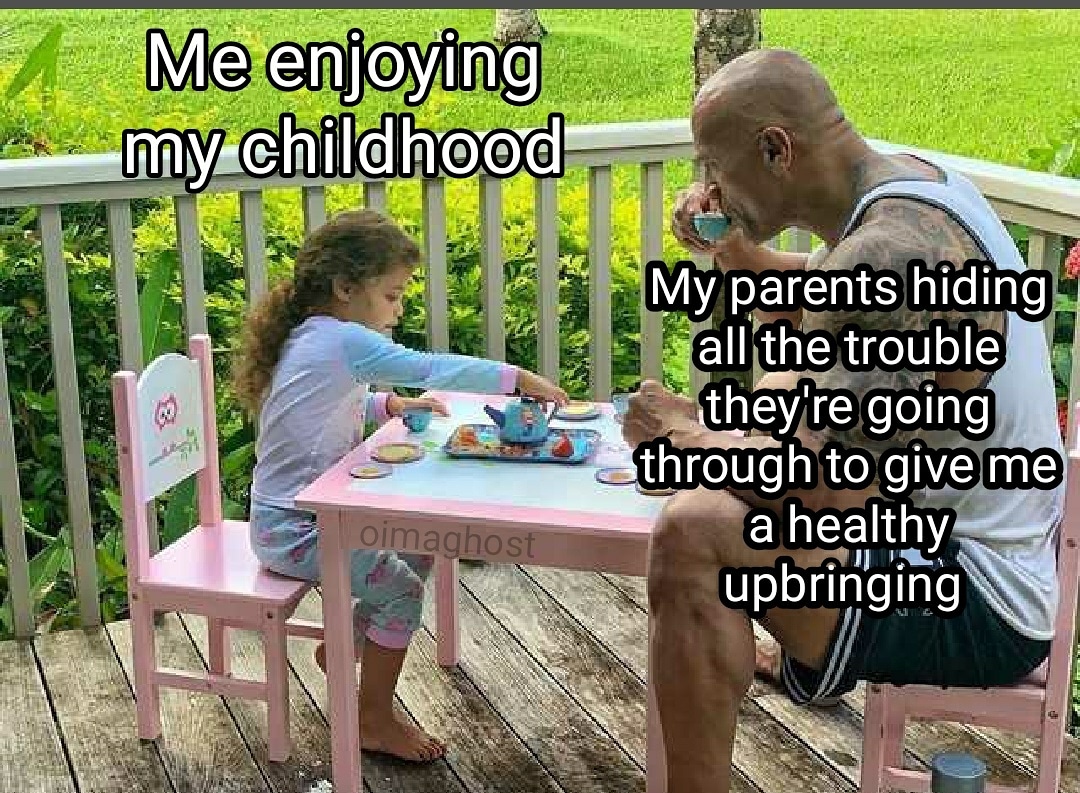 Me enjoying
my childhood
My parents hiding
all the trouble
they're going
through to give me
a healthy
upbringing
oimaghost